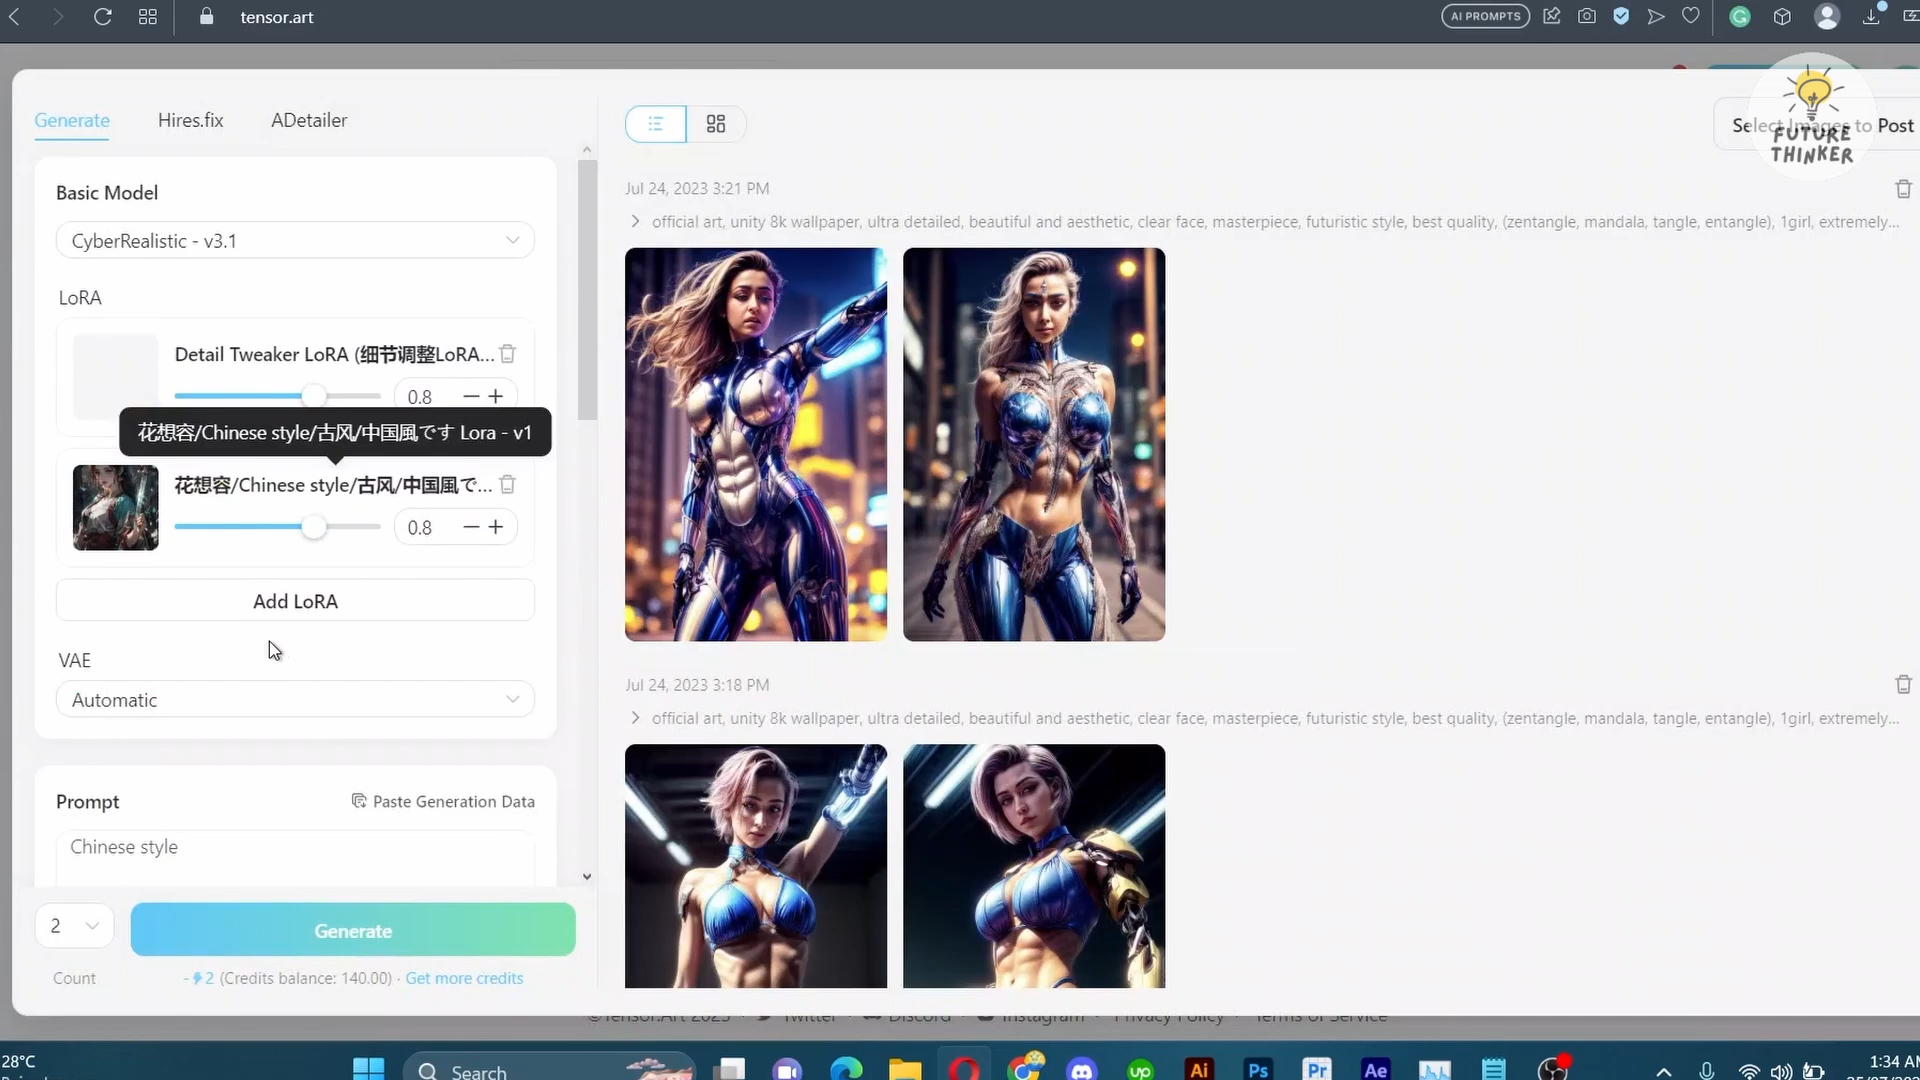 tensor.art
AI PROMPTS
Generate
Hires.fix
ADetailer
Select Images to Post
FUTURE
THINKER
Basic Model
CyberRealistic - v3.1
LoRA
Detail Tweaker LoRA (细节调整LoRA...
0.8
花想容/Chinese style/古风/中国風です Lora - v1
花想容/Chinese style/古风/中国風で...
0.8
Add LoRA
VAE
Automatic
Prompt
Paste Generation Data
Chinese style
2
Generate
Count
- 2 (Credits balance: 140.00) · Get more credits
Jul 24, 2023 3:21 PM
official art, unity 8k wallpaper, ultra detailed, beautiful and aesthetic, clear face, masterpiece, futuristic style, best quality, (zentangle, mandala, tangle, entangle), 1girl, extremely...
Jul 24, 2023 3:18 PM
official art, unity 8k wallpaper, ultra detailed, beautiful and aesthetic, clear face, masterpiece, futuristic style, best quality, (zentangle, mandala, tangle, entangle), 1girl, extremely...
©Tensor.Art 2023 · Twitter · Discord · Instagram · Privacy Policy · Terms of Service
28°C
Search
up
Ai
Ps
Pr
Ae
1:34 AM